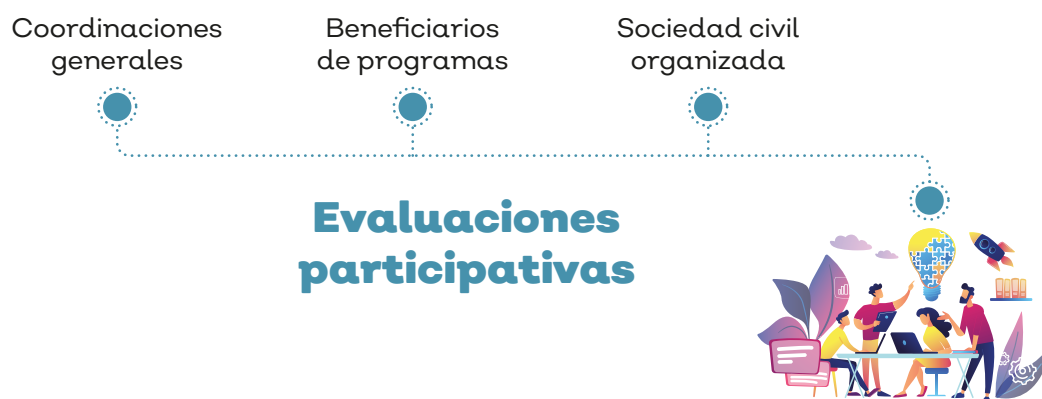 Coordinaciones
generales
Beneficiarios
de programas
Sociedad civil
organizada
Evaluaciones
participativas